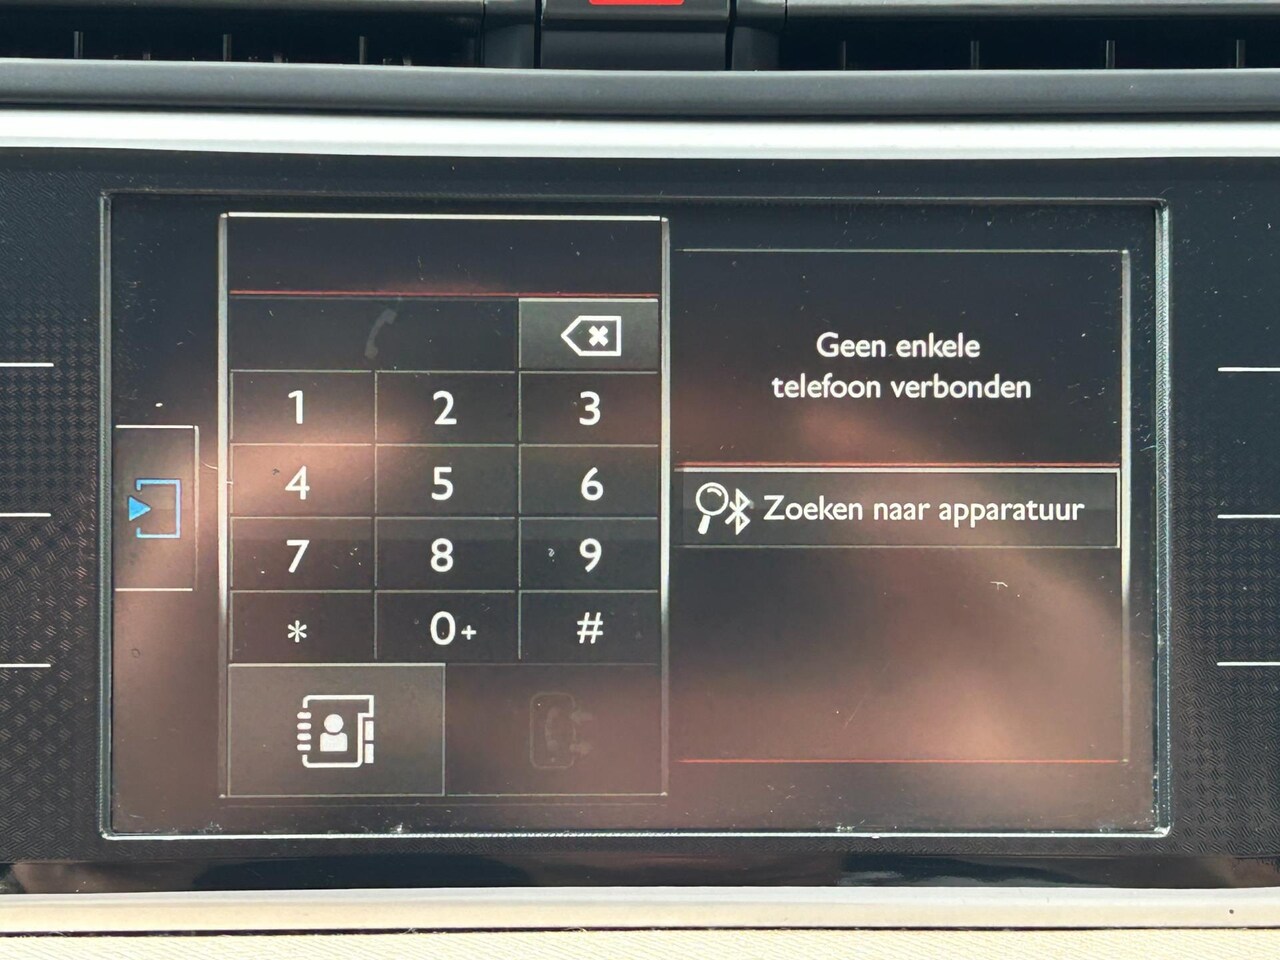 1 2 3
4 5 6
7 8 9
* 0+ #
Geen enkele
telefoon verbonden
Zoeken naar apparatuur